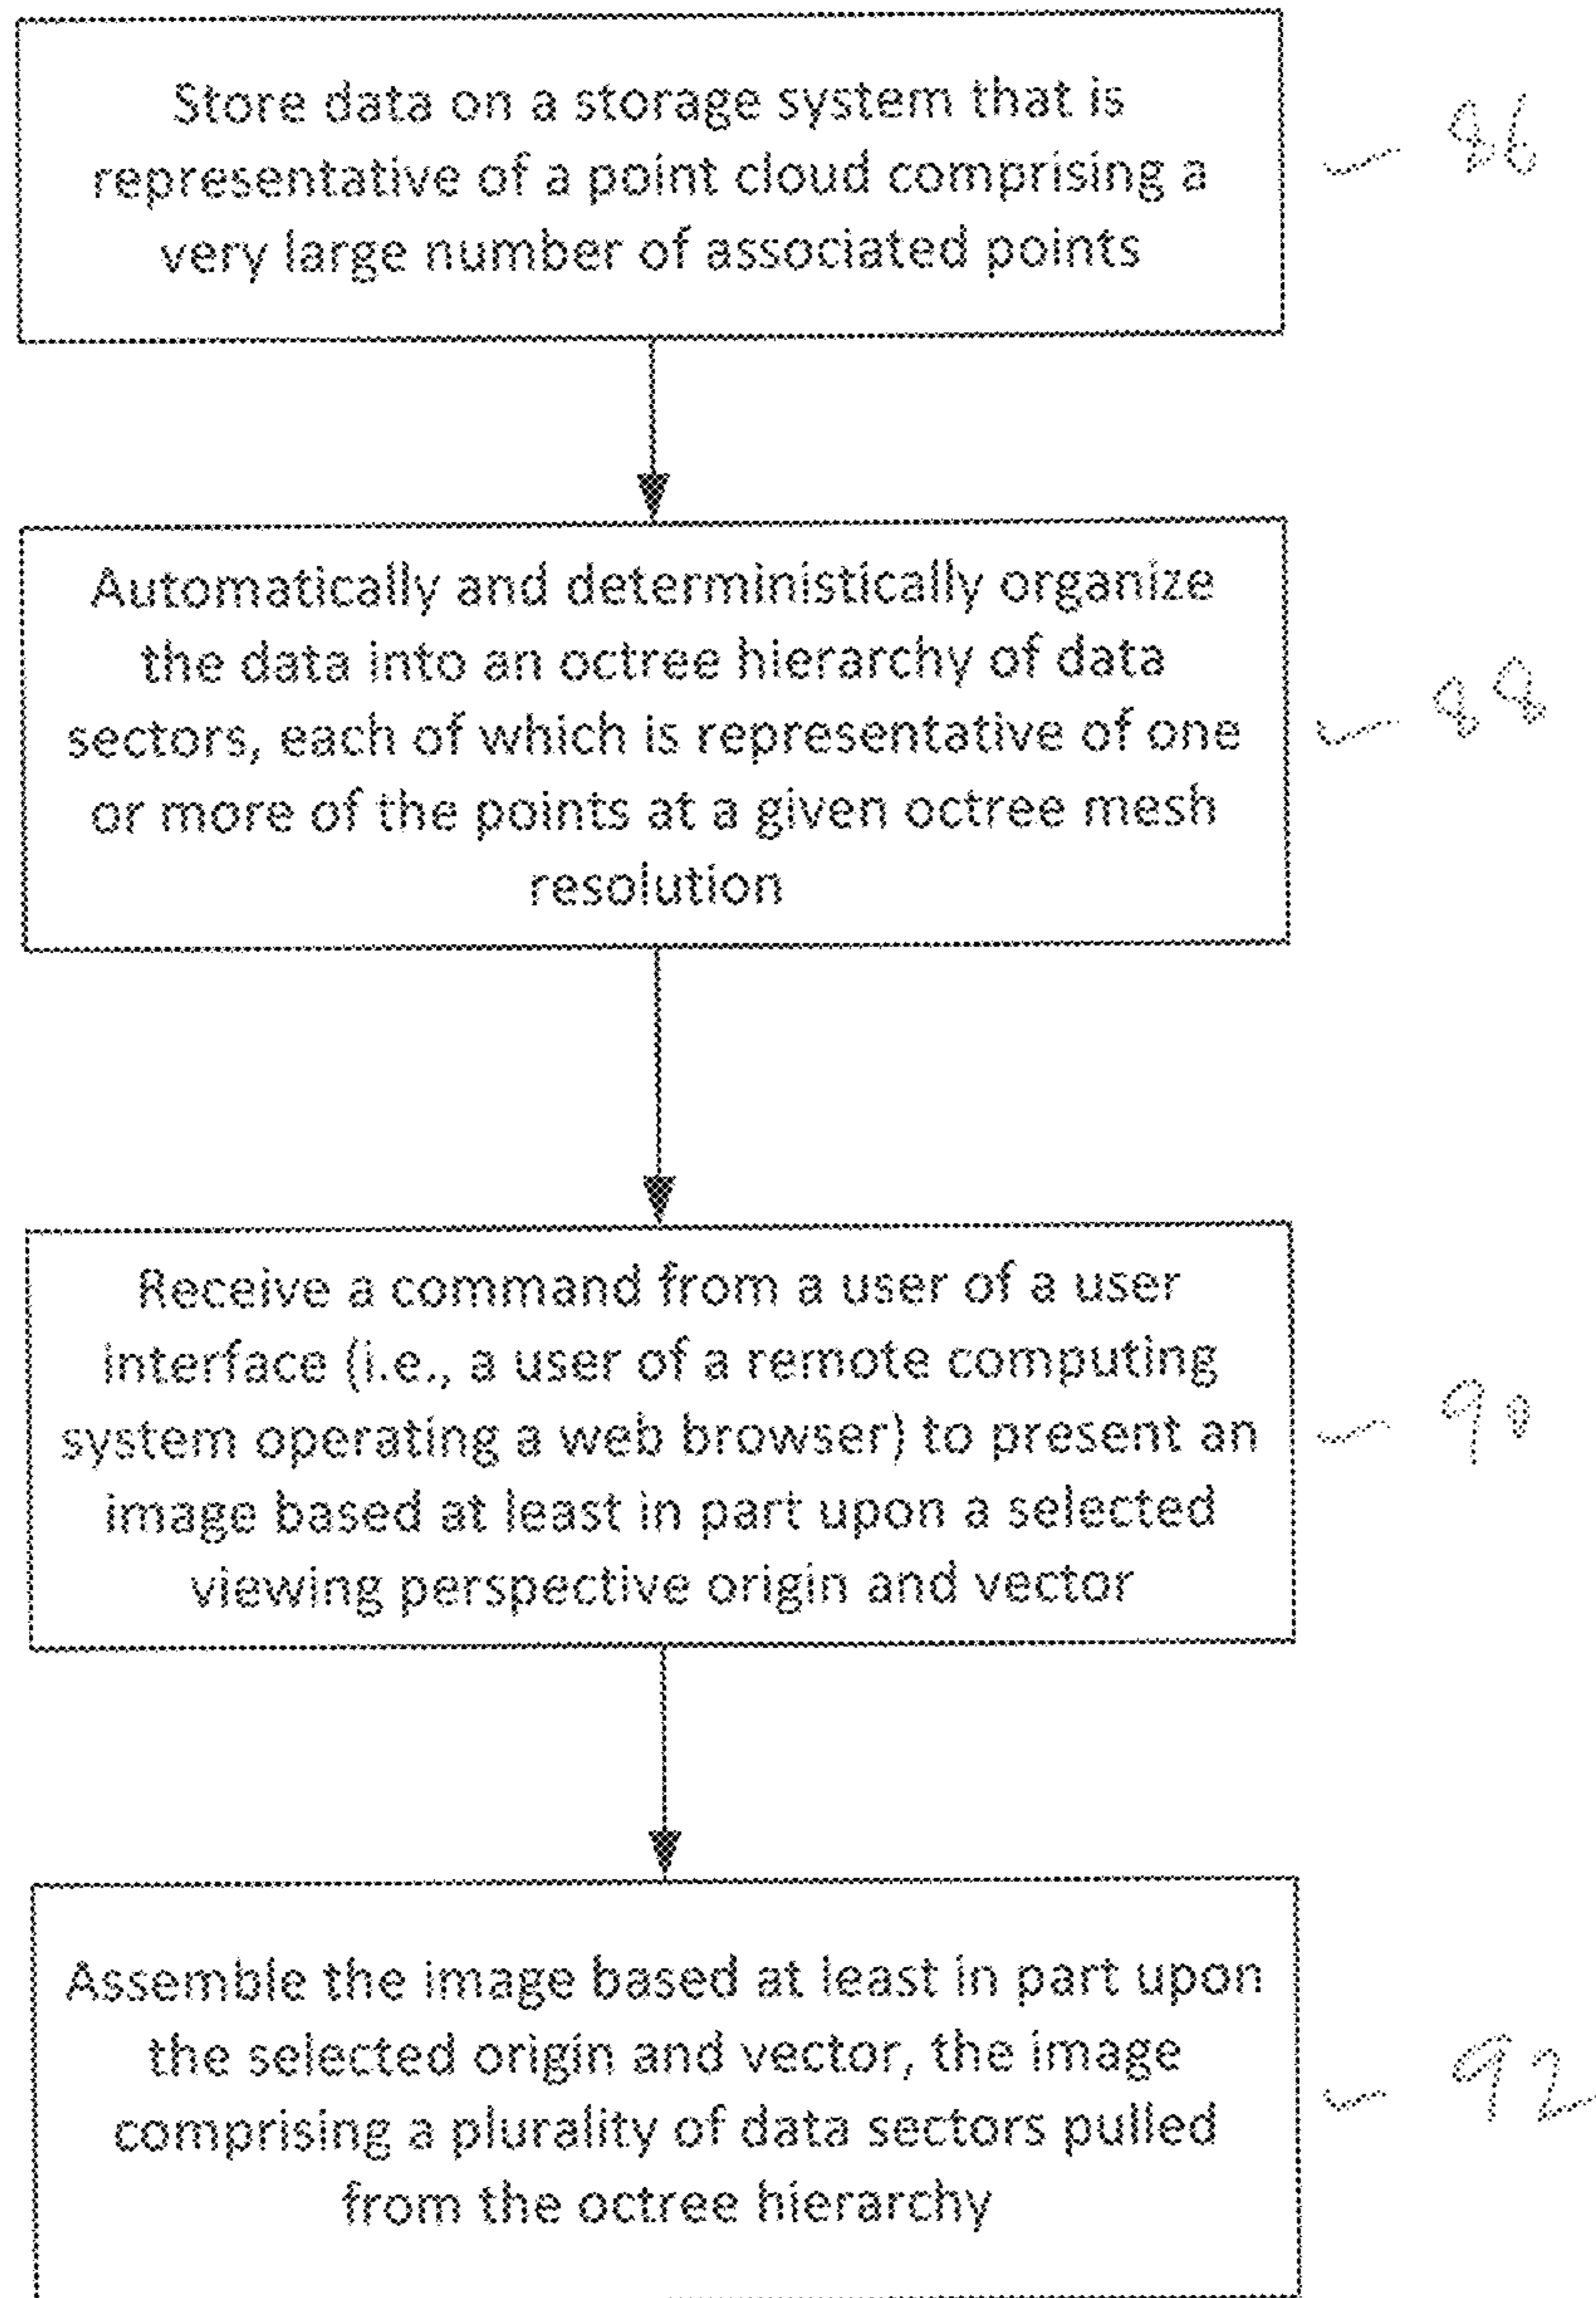 Store data on a storage system that is
representative of a point cloud comprising a
very large number of associated points
86
Automatically and deterministically organize
the data into an octree hierarchy of data
sectors, each of which is representative of one
or more of the points at a given octree mesh
resolution
88
Receive a command from a user of a user
interface (i.e., a user of a remote computing
system operating a web browser) to present an
image based at least in part upon a selected
viewing perspective origin and vector
90
Assemble the image based at least in part upon
the selected origin and vector, the image
comprising a plurality of data sectors pulled
from the octree hierarchy
92